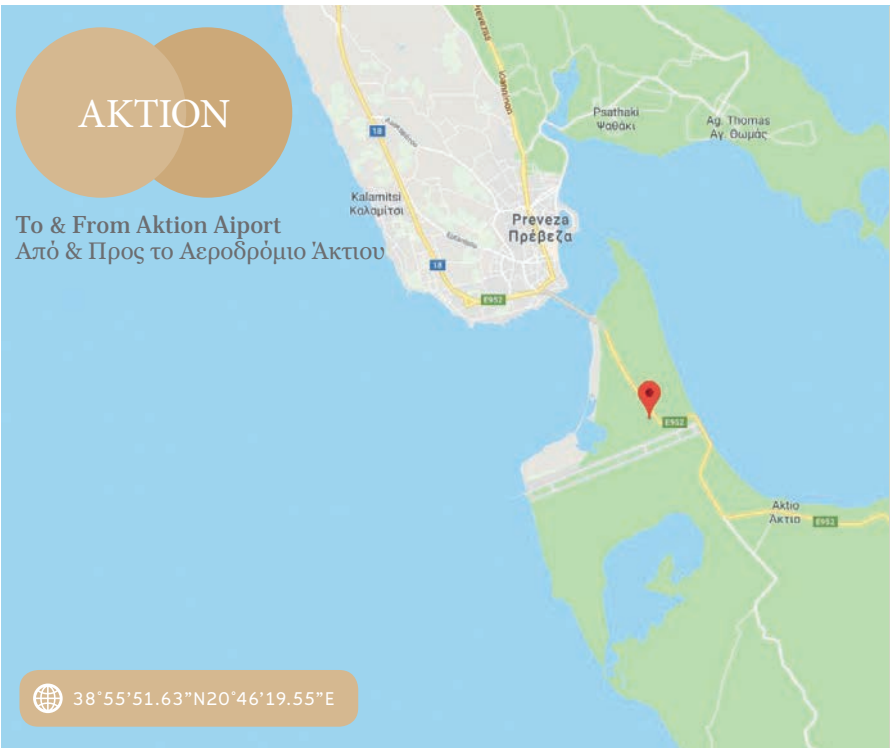 AKTION
To & From Aktion Aiport
Από & Προς το Αεροδρόμιο Άκτιου
Ioanninon
18
Psathaki
Ψαθάκι
Ag. Thomas
Αγ. Θωμάς
Kalamitsi
Καλαμίτσι
Preveza
Πρέβεζα
18
E952
E952
Aktio
Άκτιο
E952
38°55’51.63”N20°46’19.55”E